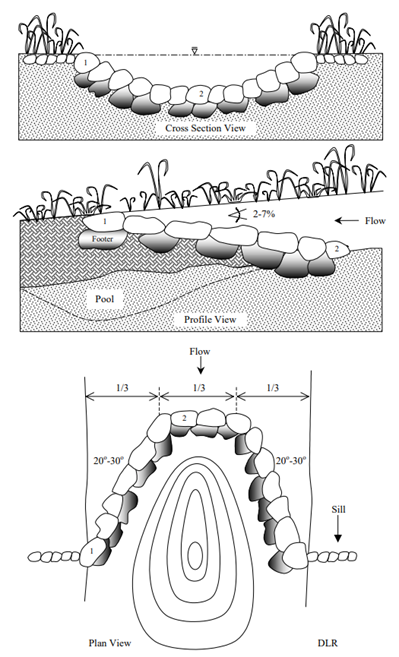 1
2
Cross Section View
1
2-7%
Flow
Footer
2
Pool
Profile View
Flow
1/3 1/3 1/3
2
20°-30° 20°-30°
Sill
1
Plan View DLR